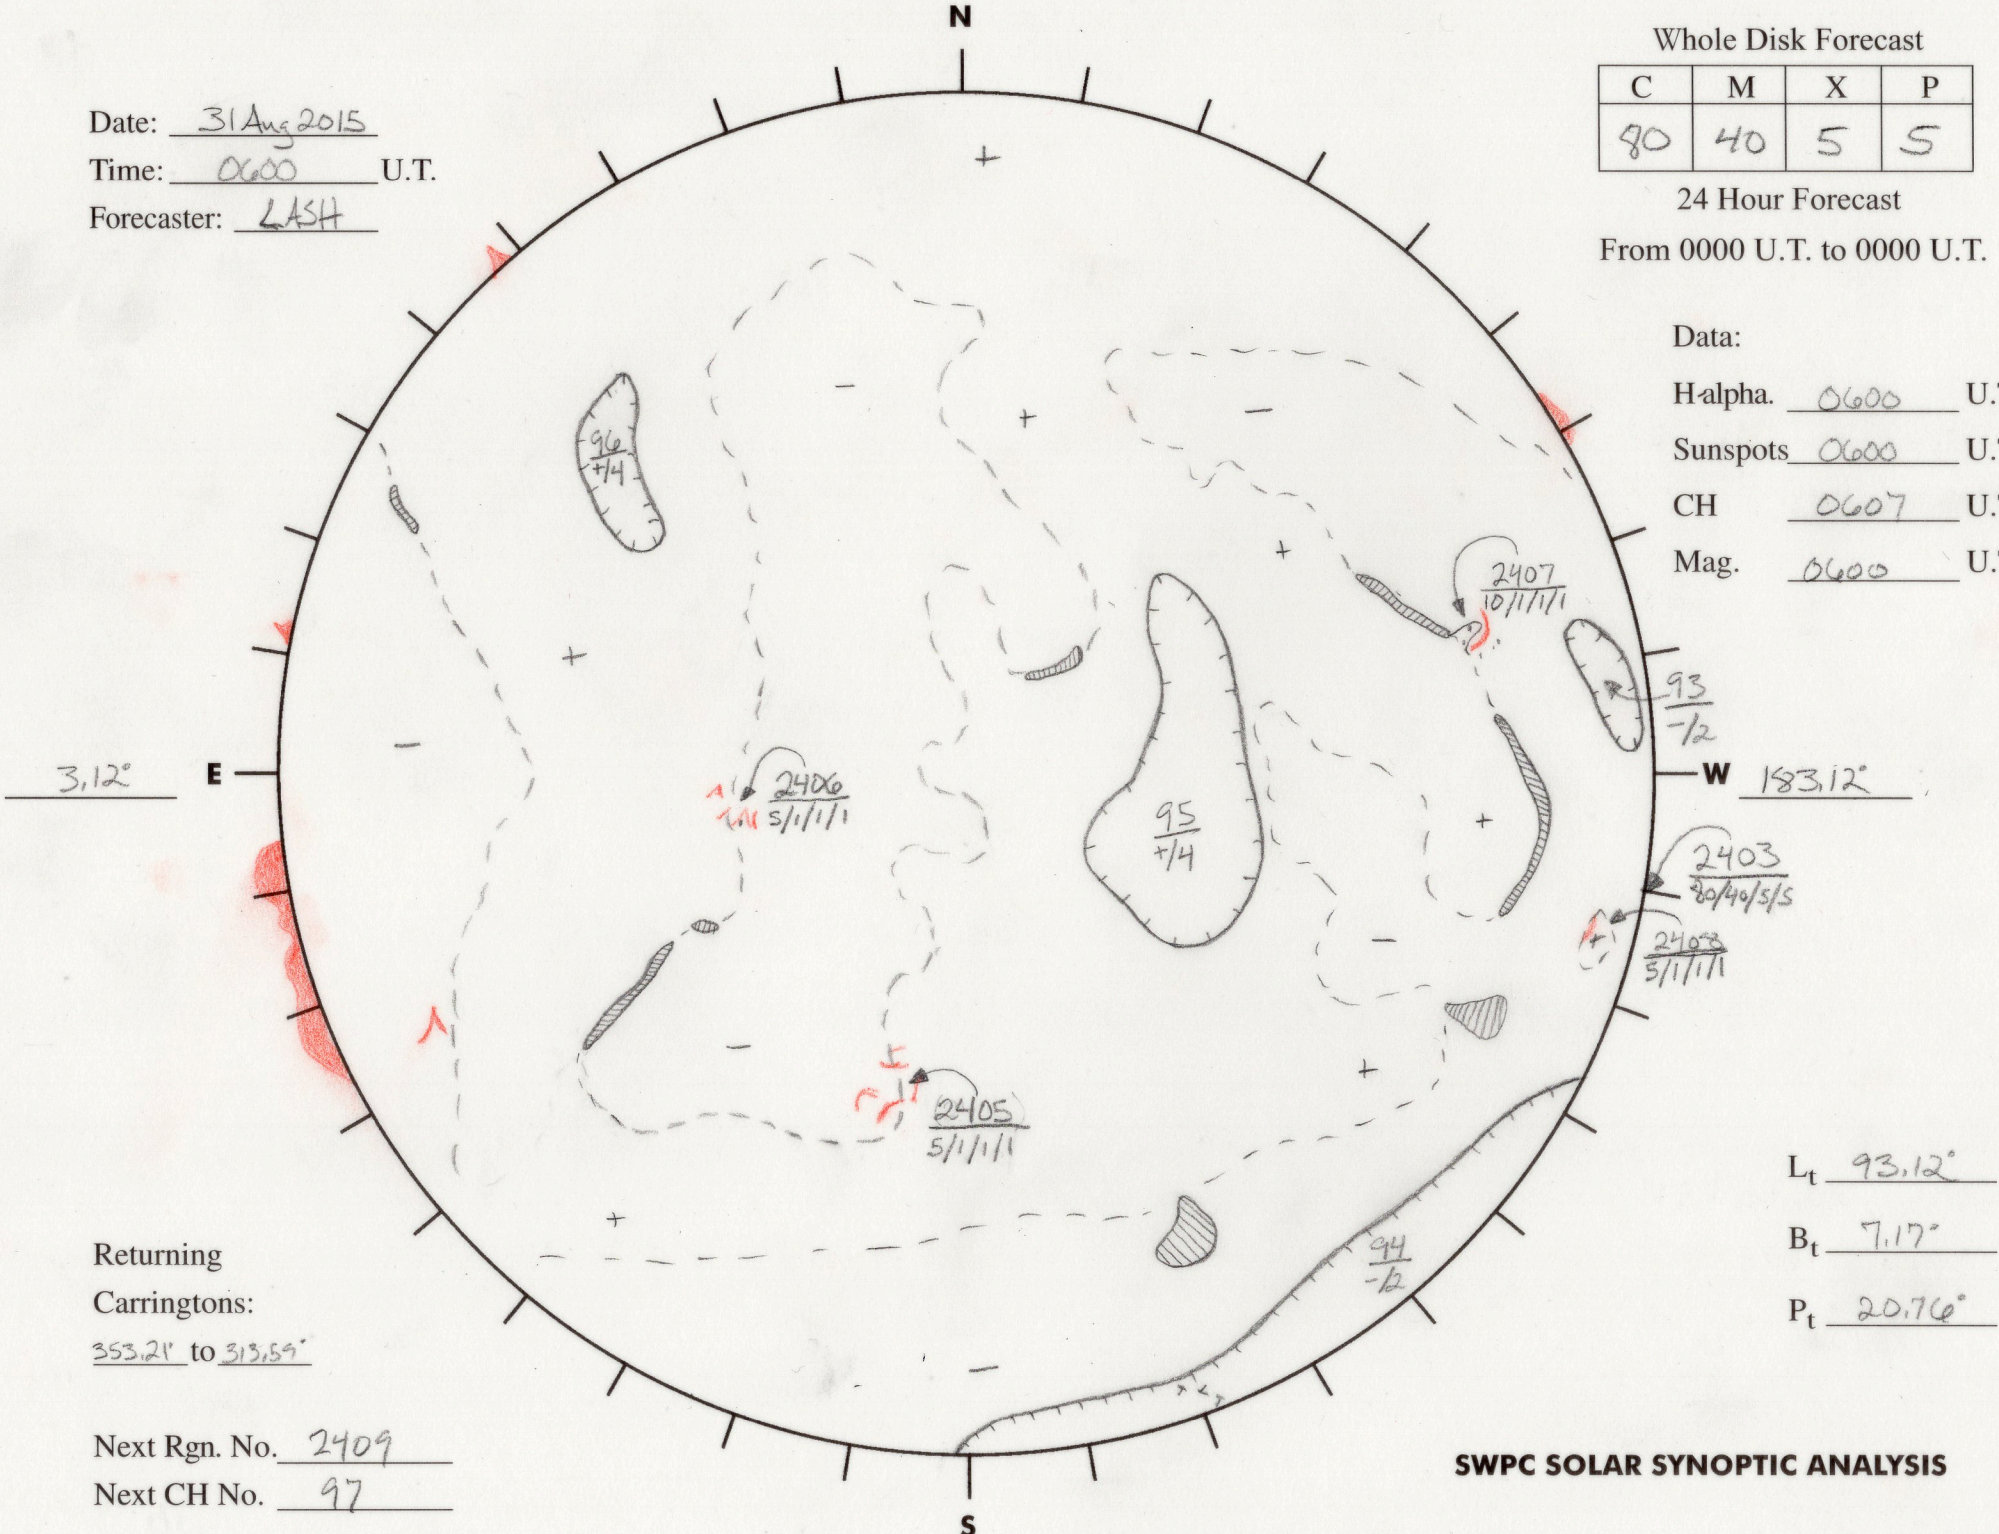 N
Whole Disk Forecast
C M X P
80 40 5 5
24 Hour Forecast
From 0000 U.T. to 0000 U.T.
Date: 31 Aug 2015
Time: 0600 U.T.
Forecaster: LASH
Data:
H-alpha. 0600 U.T
Sunspots 0600 U.T
CH 0607 U.T
Mag. 0600 U.T
+
-
+
-
96
+/4
+
2407
10/1/1/1
+
93
-/2
-
3.12° E
W 183.12°
2406
5/1/1/1
95
+/4
+
2403
80/40/5/5
-
+
2408
5/1/1/1
-
+
2405
5/1/1/1
+
94
-/2
-
Lt 93.12°
Bt 7.17°
Pt 20.76°
Returning
Carringtons:
353.21° to 313.59°
Next Rgn. No. 2409
Next CH No. 97
SWPC SOLAR SYNOPTIC ANALYSIS
S